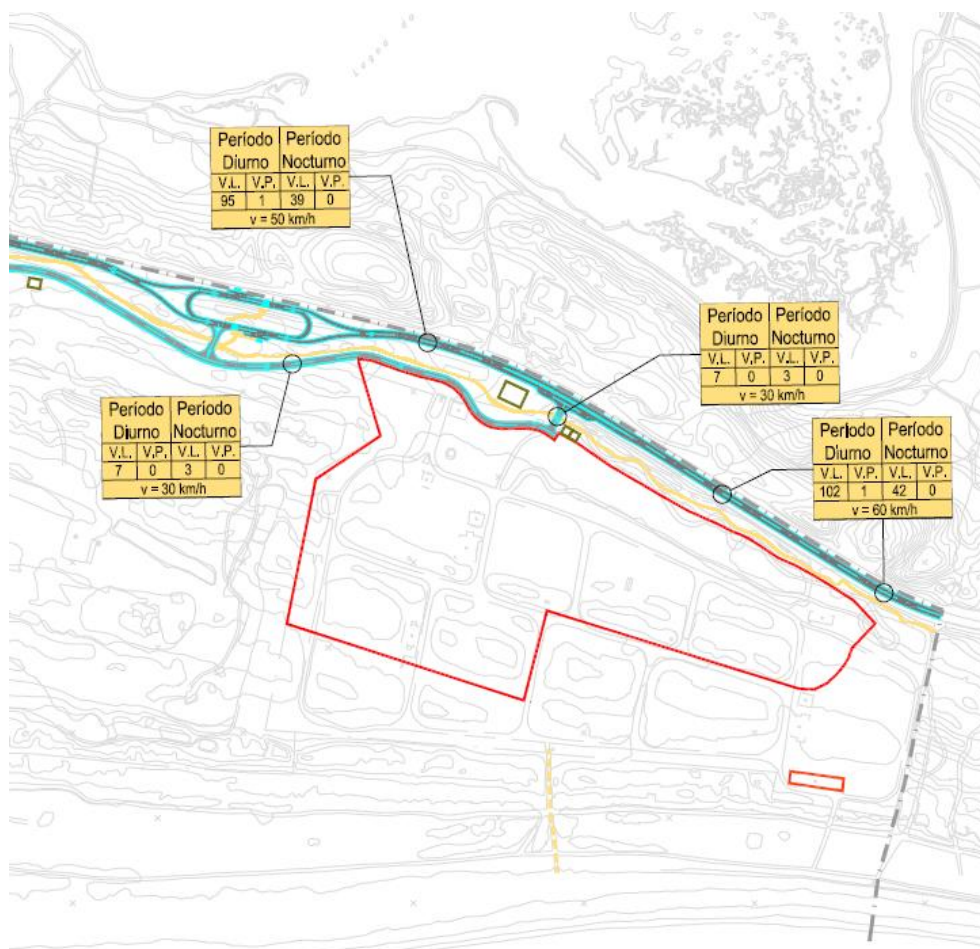 Período Período
Diurno Nocturno
V.L. V.P. V.L. V.P.
95 1 39 0
v = 50 km/h
Período Período
Diurno Nocturno
V.L. V.P. V.L. V.P.
7 0 3 0
v = 30 km/h
Período Período
Diurno Nocturno
V.L. V.P. V.L. V.P.
7 0 3 0
v = 30 km/h
Período Período
Diurno Nocturno
V.L. V.P. V.L. V.P.
102 1 42 0
v = 60 km/h